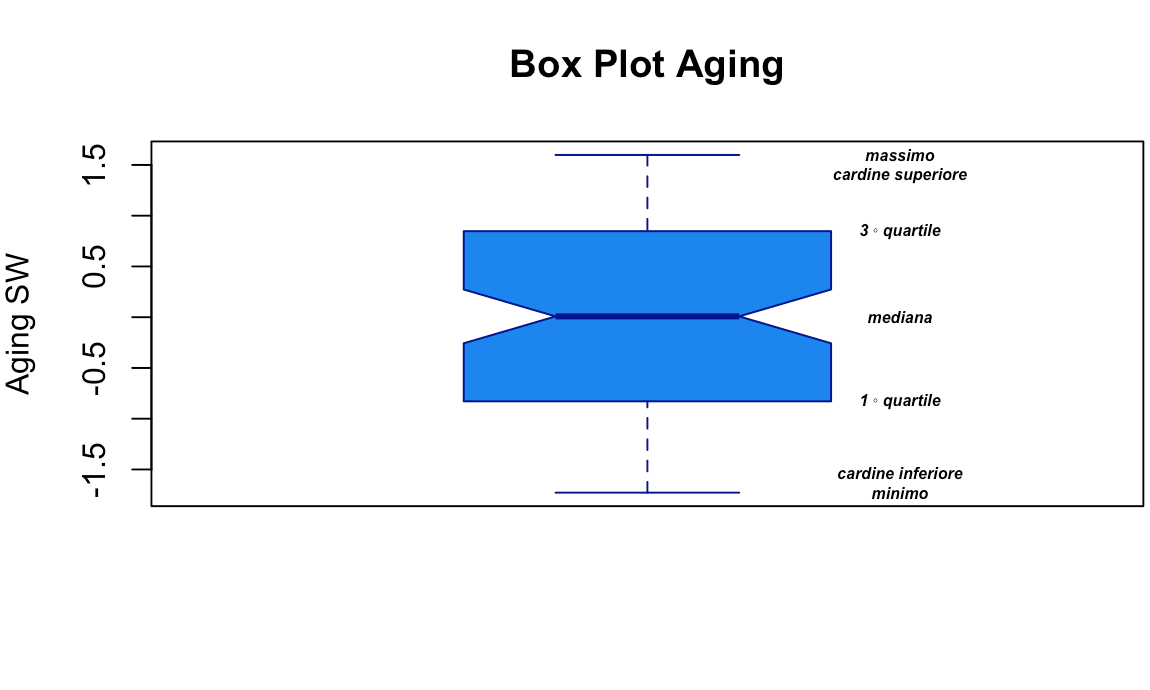 Box Plot Aging
Aging SW
1.5
0.5
-0.5
-1.5
massimo
cardine superiore
3 ◦ quartile
mediana
1 ◦ quartile
cardine inferiore
minimo